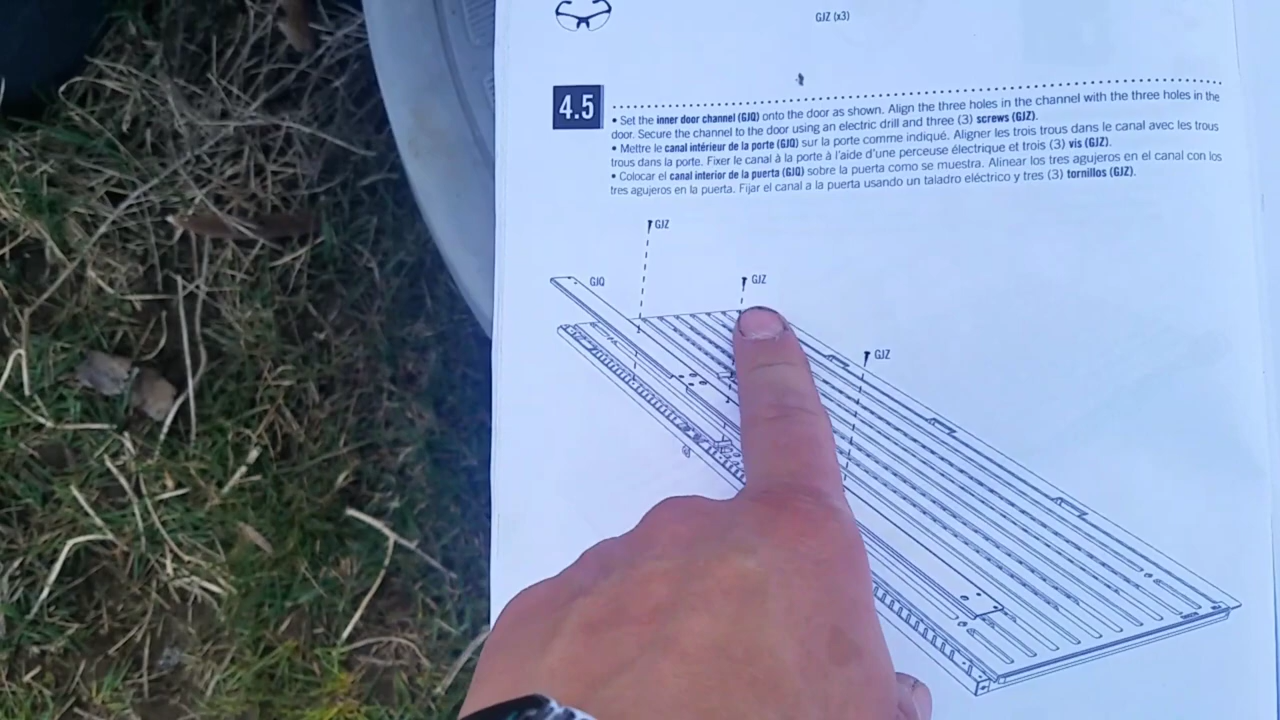 GJZ (x3)
4.5
• Set the inner door channel (GJQ) onto the door as shown. Align the three holes in the channel with the three holes in the
door. Secure the channel to the door using an electric drill and three (3) screws (GJZ).
• Mettre le canal intérieur de la porte (GJQ) sur la porte comme indiqué. Aligner les trois trous dans le canal avec les trous
trous dans la porte. Fixer le canal à la porte à l'aide d'une perceuse électrique et trois (3) vis (GJZ).
• Colocar el canal interior de la puerta (GJQ) sobre la puerta como se muestra. Alinear los tres agujeros en el canal con los
tres agujeros en la puerta. Fijar el canal a la puerta usando un taladro eléctrico y tres (3) tornillos (GJZ).
GJZ
GJQ
GJZ
GJZ